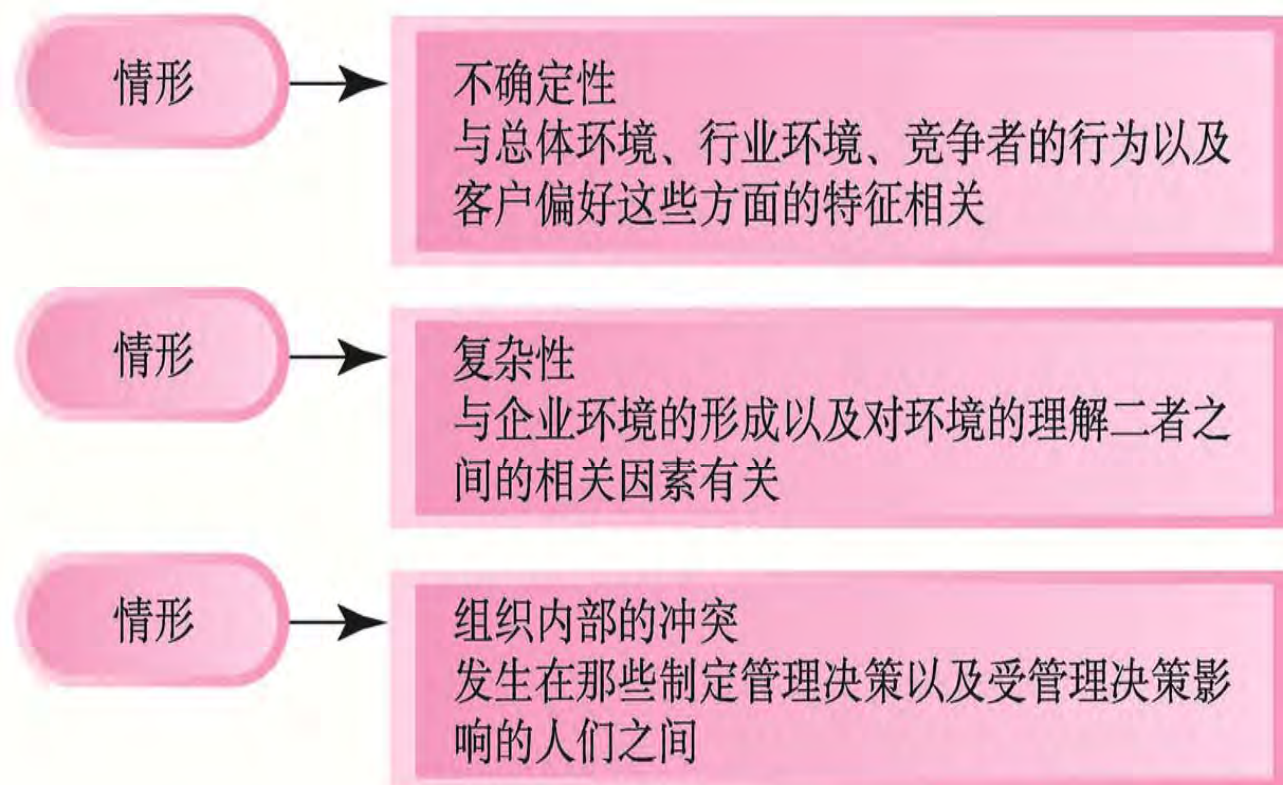 情形
不确定性
与总体环境、行业环境、竞争者的行为以及
客户偏好这些方面的特征相关
情形
复杂性
与企业环境的形成以及对环境的理解二者之
间的相关因素有关
情形
组织内部的冲突
发生在那些制定管理决策以及受管理决策影
响的人们之间